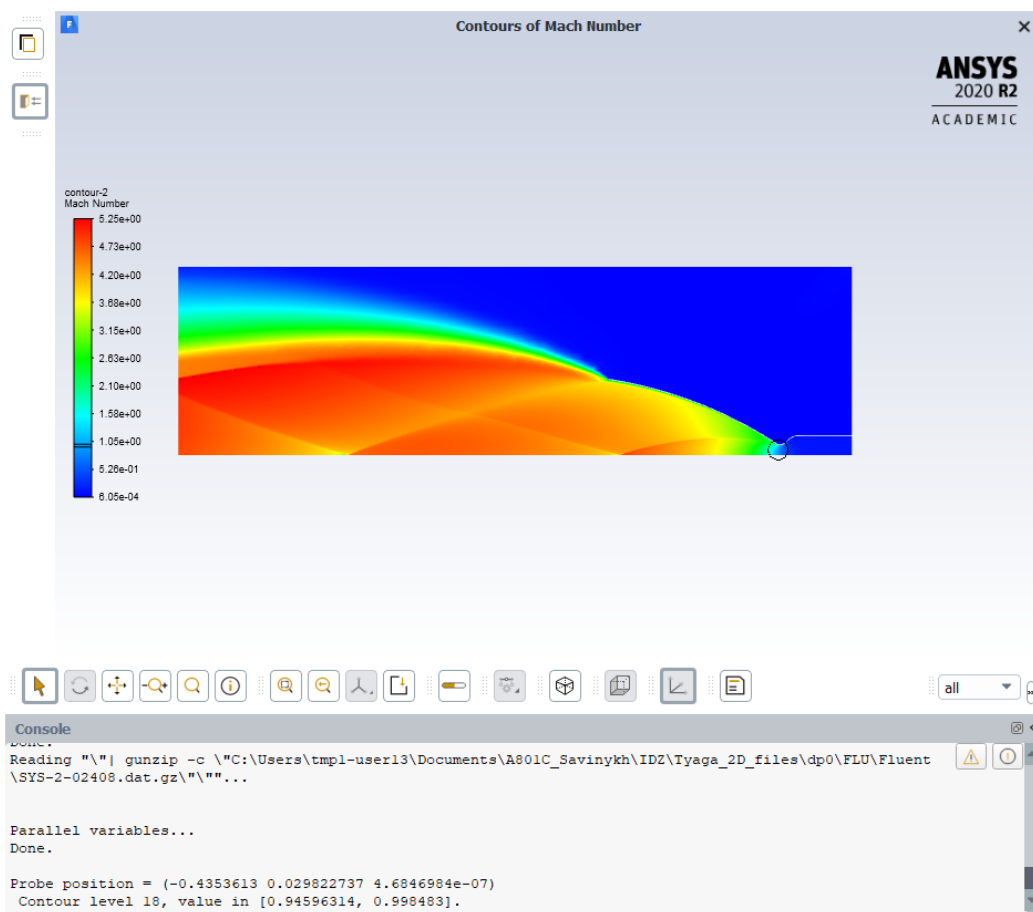 Contours of Mach Number
ANSYS
2020 R2
ACADEMIC
contour-2
Mach Number
5.25e+00
4.73e+00
4.20e+00
3.68e+00
3.15e+00
2.63e+00
2.10e+00
1.58e+00
1.05e+00
5.26e-01
6.05e-04
all
Console
Done.
Reading "\"| gunzip -c \"C:\Users\tmpl-user13\Documents\A801C_Savinykh\IDZ\Tyaga_2D_files\dp0\FLU\Fluent
\SYS-2-02408.dat.gz\"\""...
Parallel variables...
Done.
Probe position = (-0.4353613 0.029822737 4.6846984e-07)
Contour level 18, value in [0.94596314, 0.998483].